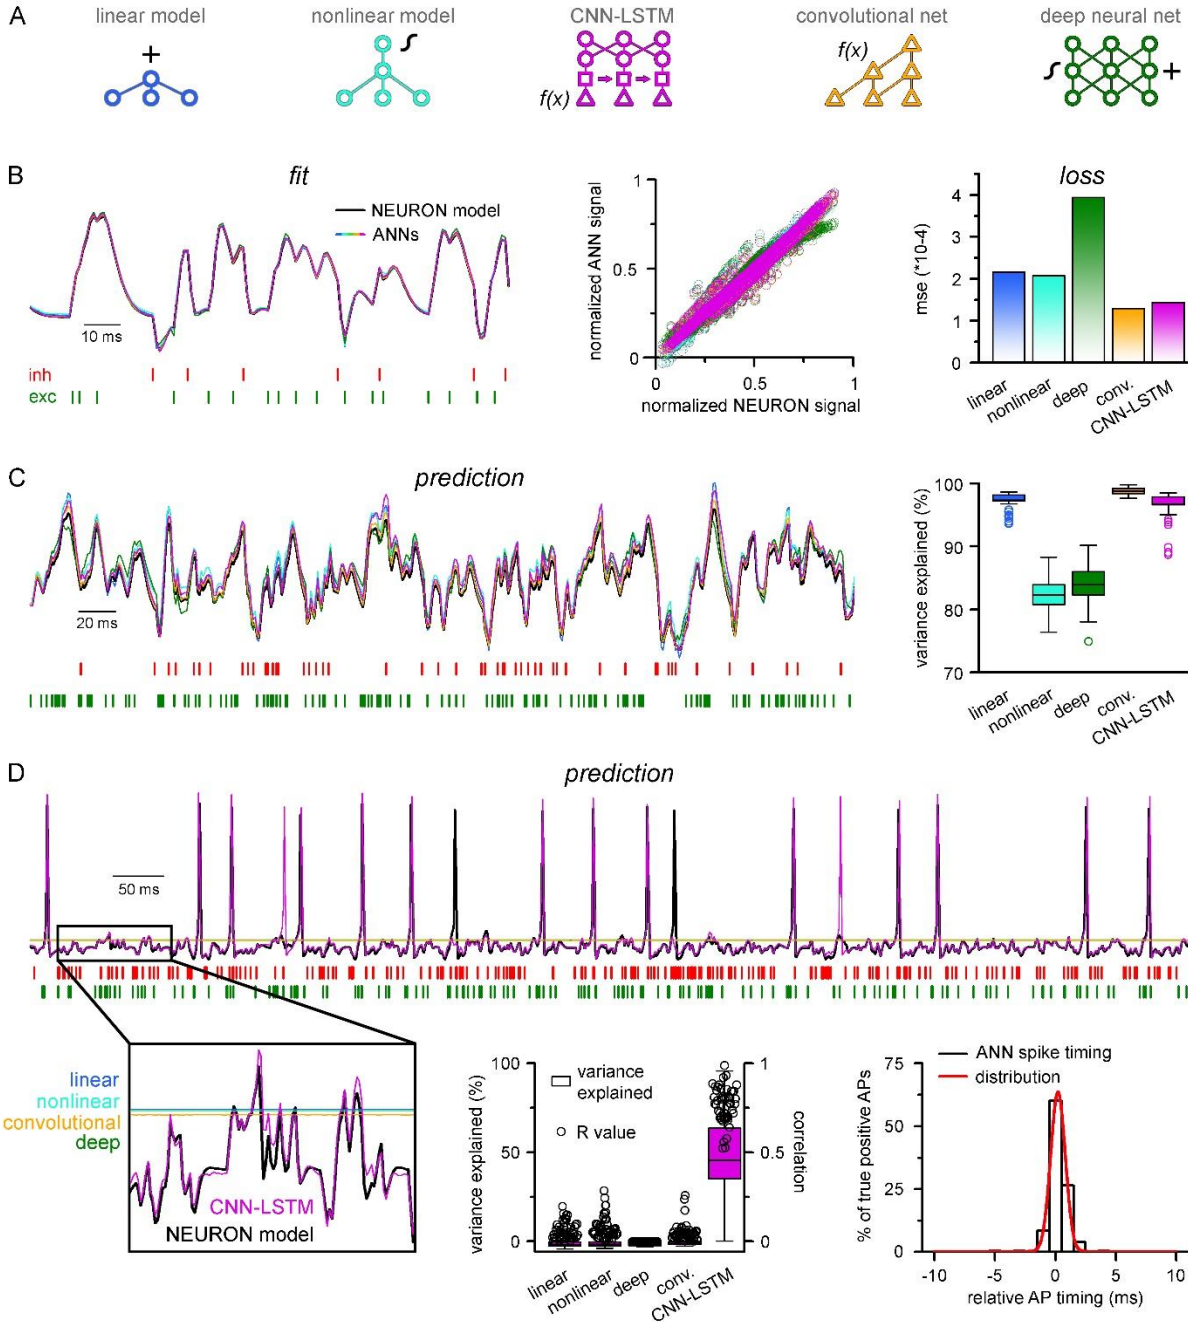 A
linear model
nonlinear model
CNN-LSTM
convolutional net
deep neural net
+
f(x)
f(x)
+
B
fit
NEURON model
ANNs
10 ms
inh
exc
normalized ANN signal
1
0.5
0
0
0.5
1
normalized NEURON signal
loss
mse (*10-4)
4
3
2
1
0
linear
nonlinear
deep
conv.
CNN-LSTM
C
prediction
20 ms
variance explained (%)
100
90
80
70
linear
nonlinear
deep
conv.
CNN-LSTM
D
prediction
50 ms
linear
nonlinear
convolutional
deep
CNN-LSTM
NEURON model
variance explained (%)
100
50
0
variance
explained
R value
1
0.5
0
correlation
linear
nonlinear
deep
conv.
CNN-LSTM
% of true positive APs
75
50
25
0
ANN spike timing
distribution
-10
-5
0
5
10
relative AP timing (ms)